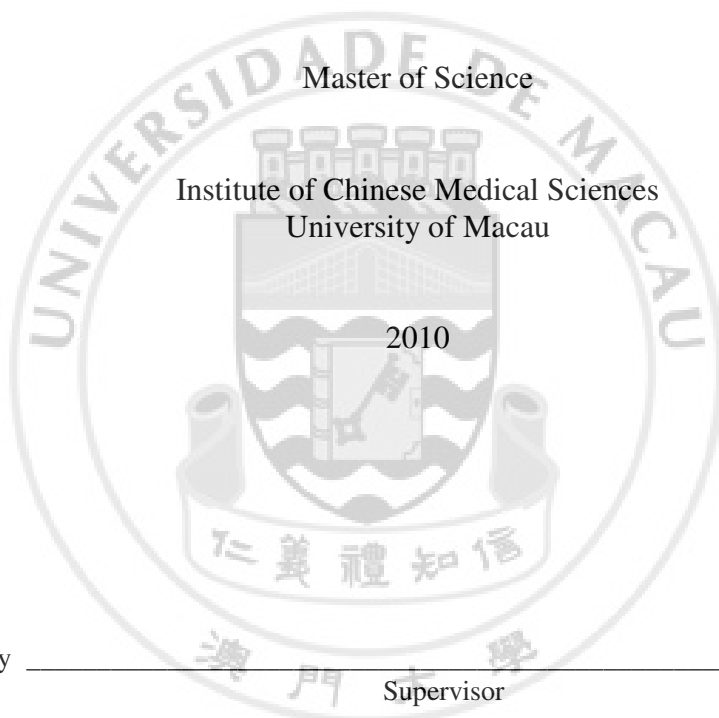 UNIVERSIDADE DE MACAU
Master of Science
Institute of Chinese Medical Sciences
University of Macau
2010
仁義禮知信
y
Supervisor
澳門大學